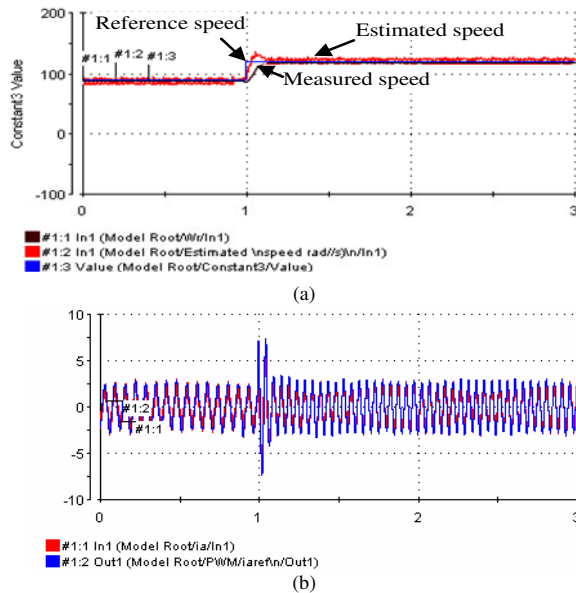 200
Reference speed
Estimated speed
#1:1
#1:2
#1:3
100
Measured speed
Constant3 Value
0
-100
0
1
2
3
#1:1 In1 (Model Root/Wr/In1)
#1:2 In1 (Model Root/Estimated \nspeed rad//s)\n/In1)
#1:3 Value (Model Root/Constant3/Value)
(a)
10
5
0
#1:2
#1:1
-5
-10
0
1
2
3
#1:1 In1 (Model Root/ia/In1)
#1:2 Out1 (Model Root/PWM/iaref\n/Out1)
(b)